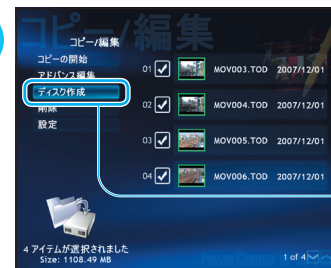 コピー/編集
コピー/編集
コピーの開始
アドバンス編集
ディスク作成
削除
設定
01 MOV003.TOD 2007/12/01
02 MOV004.TOD 2007/12/01
03 MOV005.TOD 2007/12/01
04 MOV006.TOD 2007/12/01
4 アイテムが選択されました
Size: 1108.49 MB
PowerCinema
1 of 4